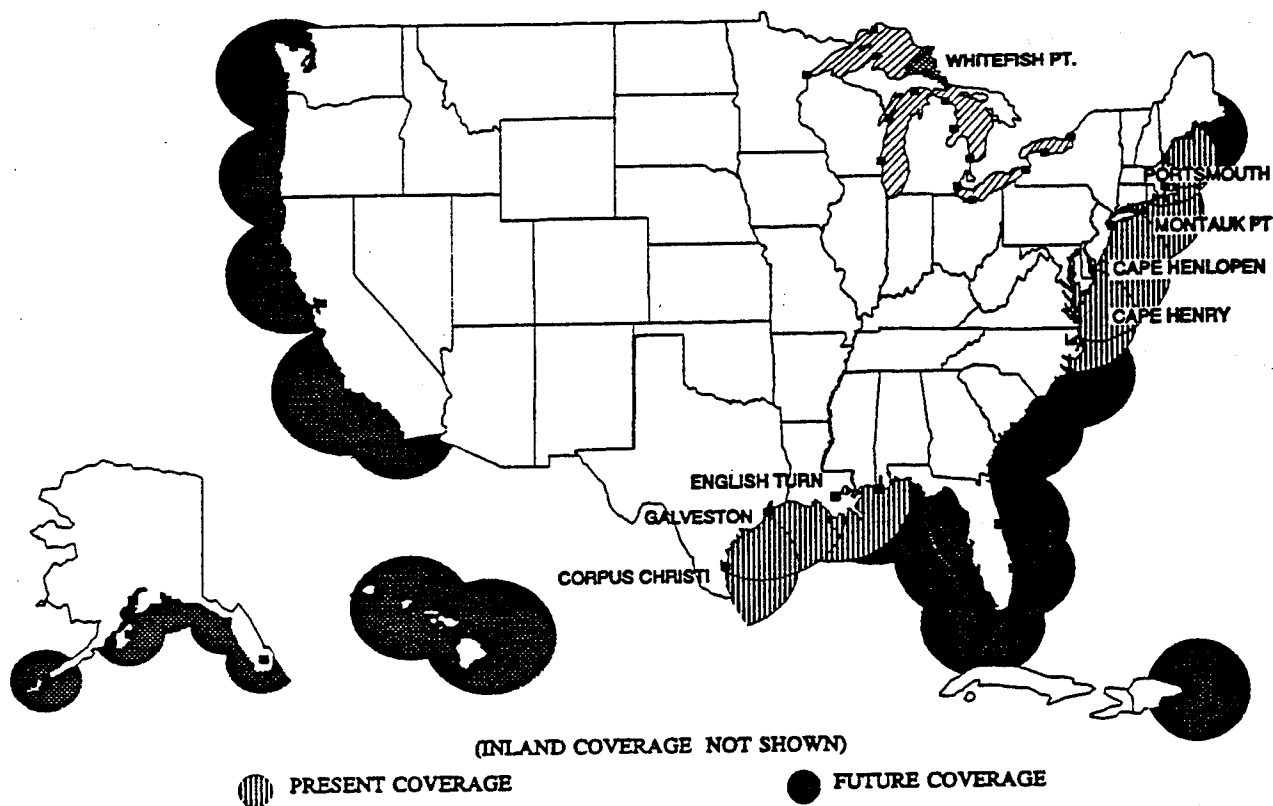 WHITEFISH PT.
PORTSMOUTH
MONTAUK PT
CAPE HENLOPEN
CAPE HENRY
ENGLISH TURN
GALVESTON
CORPUS CHRISTI
(INLAND COVERAGE NOT SHOWN)
PRESENT COVERAGE
FUTURE COVERAGE